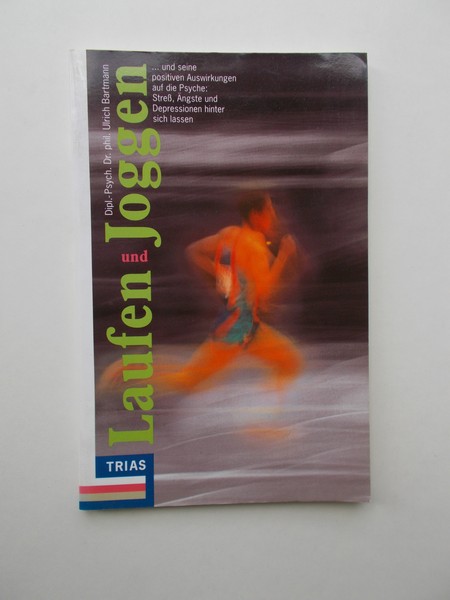 Dipl.-Psych. Dr. phil. Ulrich Bartmann
Laufen und Joggen
... und seine
positiven Auswirkungen
auf die Psyche:
Streß, Ängste und
Depressionen hinter
sich lassen
TRIAS